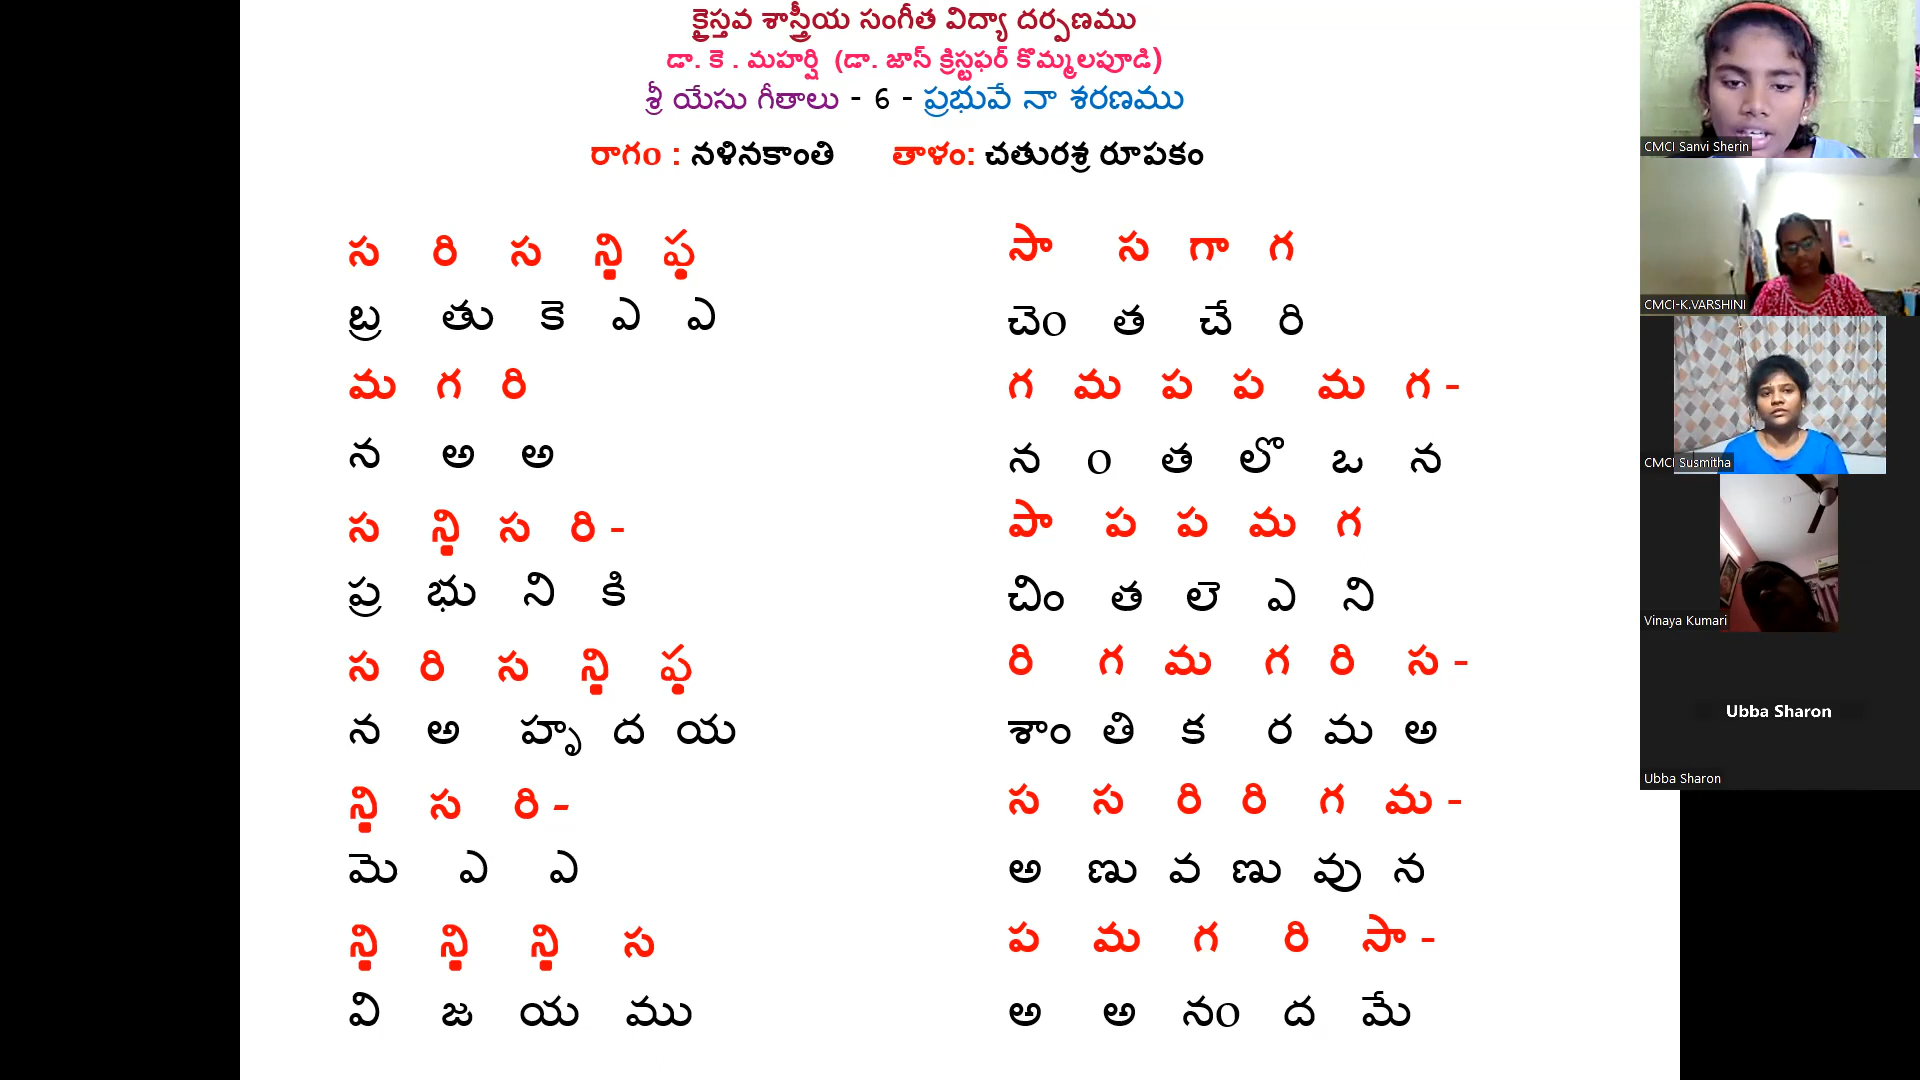 క్రైస్తవ శాస్త్రీయ సంగీత విద్యా దర్పణము
డా. కె . మహర్షి (డా. జాస్ క్రిస్టఫర్ కొమ్మలపూడి)
శ్రీ యేసు గీతాలు - 6 - ప్రభువే నా శరణము
రాగం : నళినకాంతి తాళం: చతురశ్ర రూపకం
స రి స ని఼ ప఼
బ్ర తు కె ఎ ఎ
మ గ రి
న అ అ
స ని఼ స రి -
ప్ర భు ని కి
స రి స ని఼ ప఼
న అ హృ ద య
ని఼ స రి -
మె ఎ ఎ
ని఼ ని఼ ని఼ స
వి జ య ము
సా స గా గ
చెం త చే రి
గ మ ప ప మ గ -
న ం త లొ ఒ న
పా ప ప మ గ
చిం త లె ఎ ని
రి గ మ గ రి స -
శాం తి క ర మ అ
స స రి రి గ మ -
అ ణు వ ణు వు న
ప మ గ రి సా -
అ అ నం ద మే
CMCI Sanvi Sherin
CMCI-K.VARSHINI
CMCI Susmitha
Vinaya Kumari
Ubba Sharon
Ubba Sharon